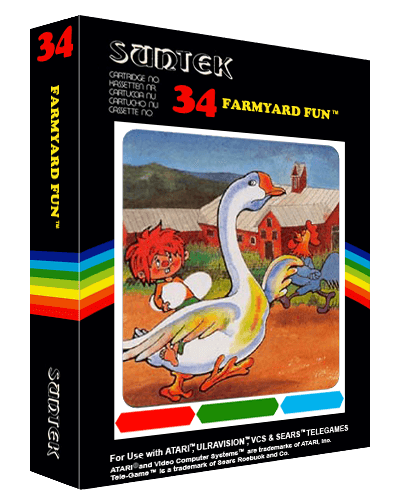 34
FARMYARD FUN™
SUNTEK
SUNTEK
CARTRIDGE NO
KASSETTEN NR
CARTUCCIA NU
CARTUCHO NU
CASSETTE NO
34 FARMYARD FUN™
For Use with ATARI™, ULRAVISION™, VCS & SEARS™ TELEGAMES
ATARI® and Video Computer Systems™ are trademarks of ATARI, Inc.
Tele-Game™ is a trademark of Sears Roebuck and Co.